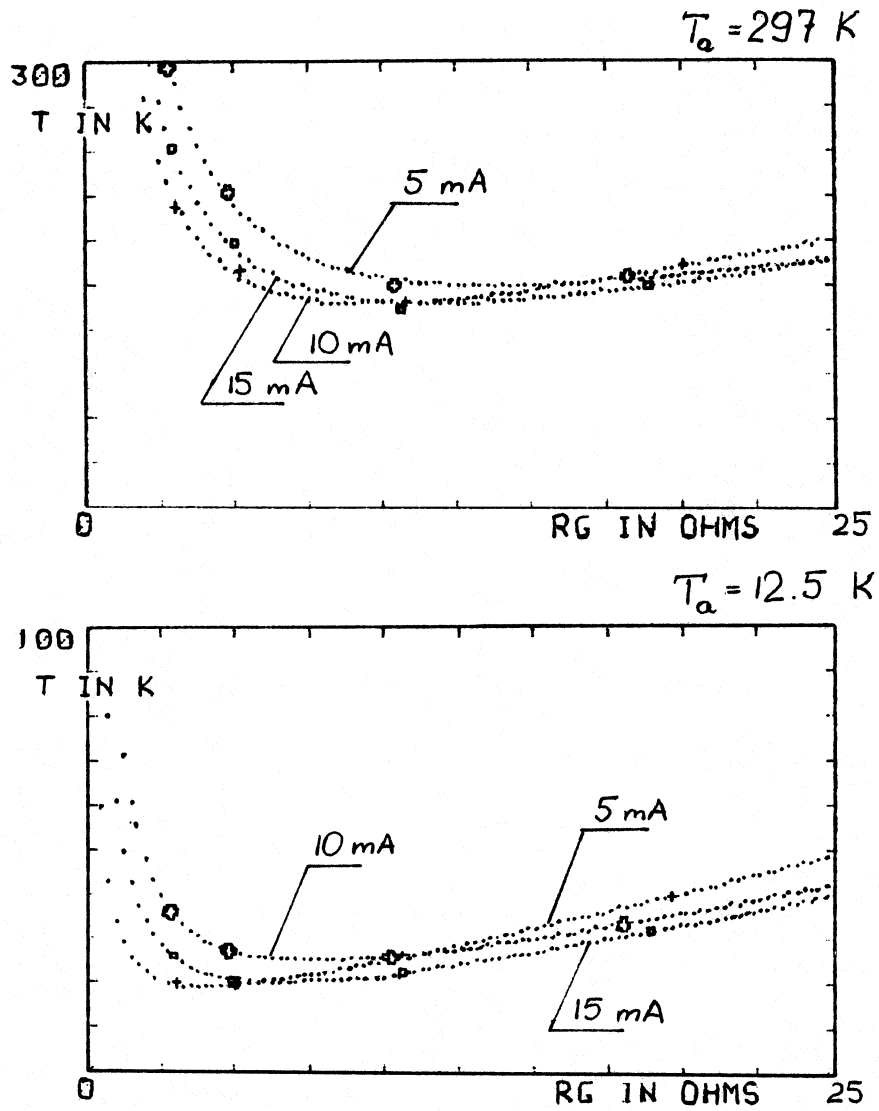 Tₐ = 297 K
300
T IN K
5 mA
10 mA
15 mA
0 RG IN OHMS 25
Tₐ = 12.5 K
100
T IN K
5 mA
10 mA
15 mA
0 RG IN OHMS 25